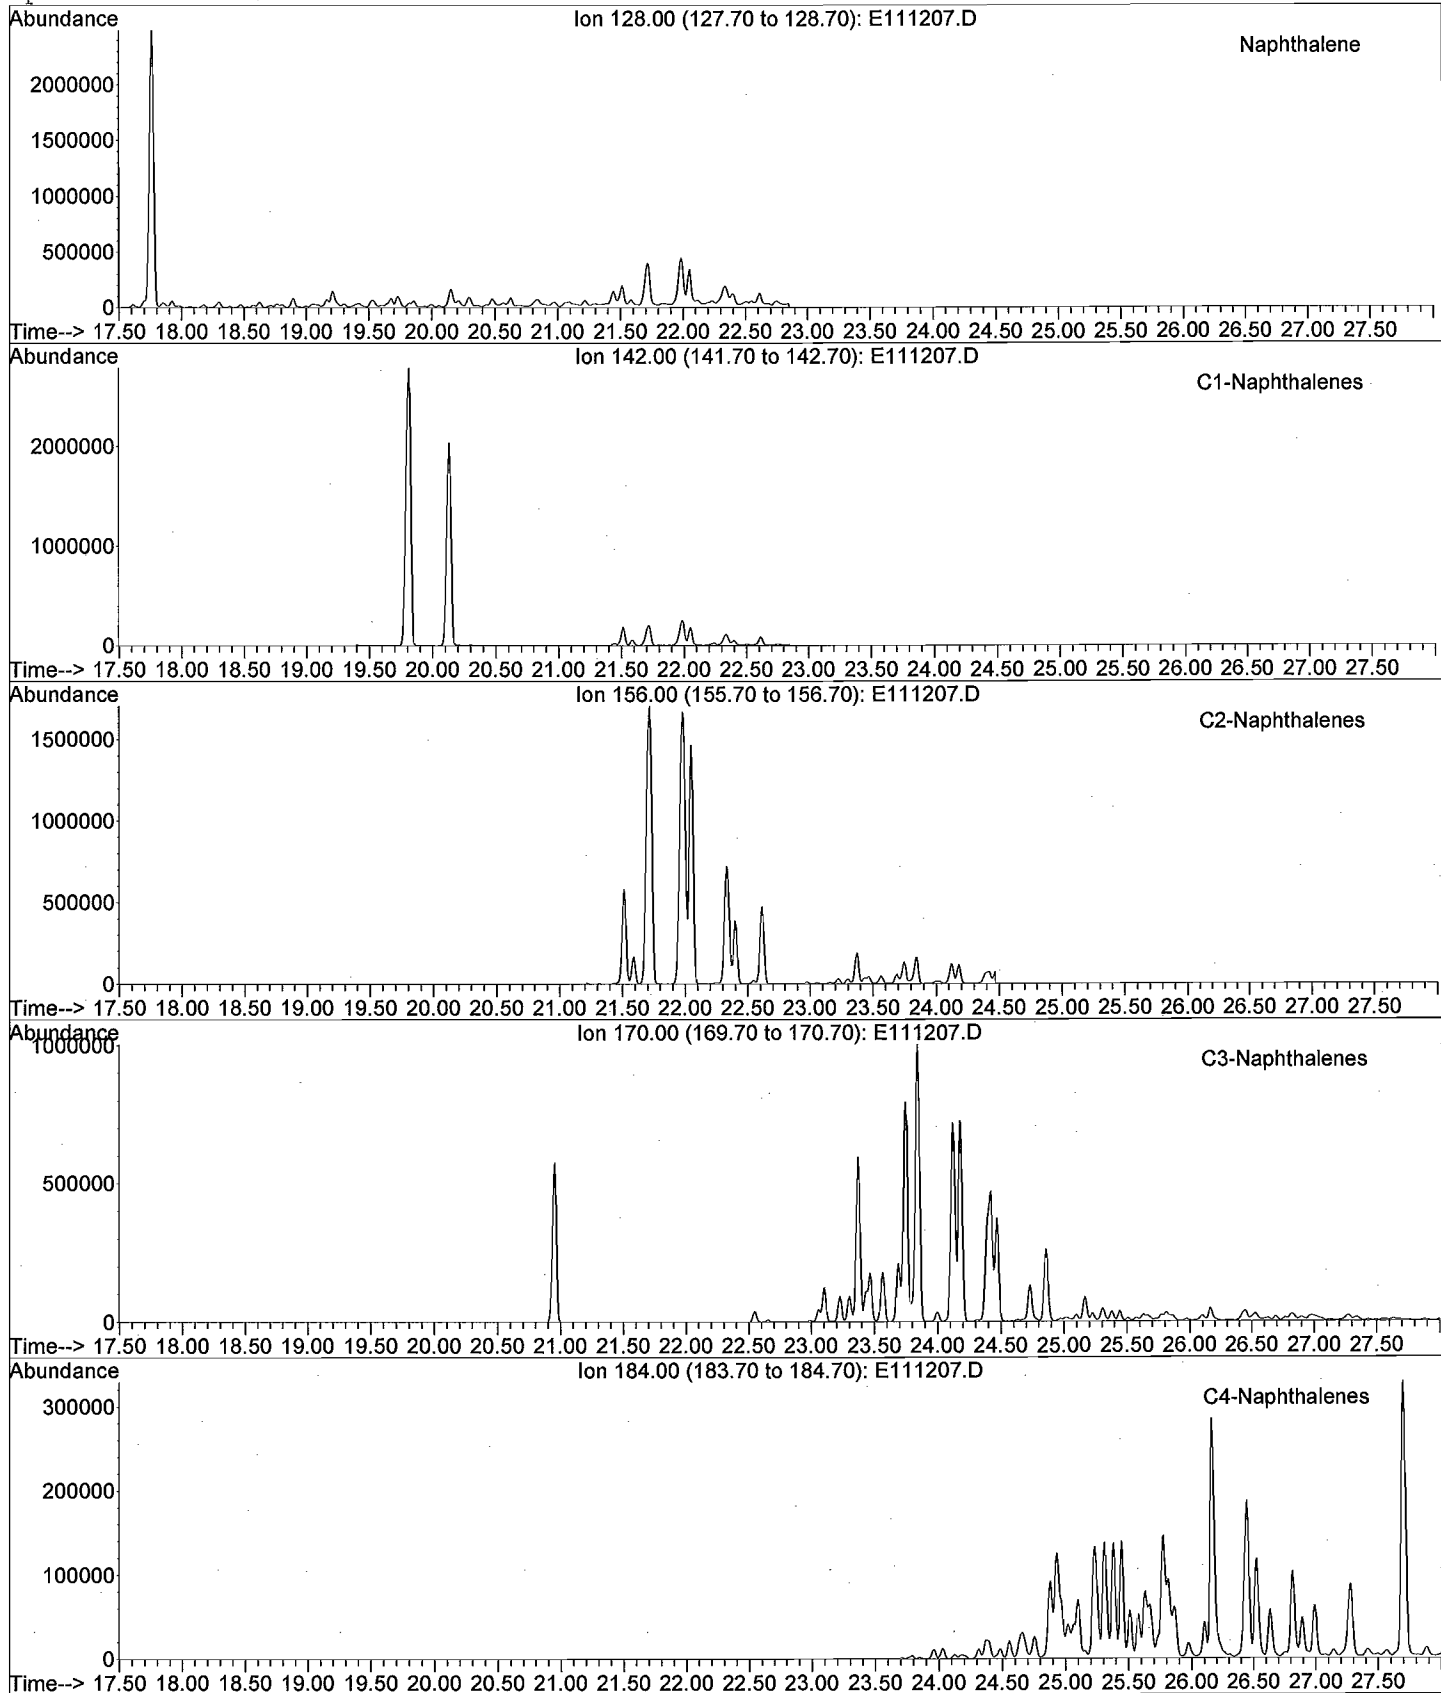 Abundance
Ion 128.00 (127.70 to 128.70): E111207.D
Naphthalene
2000000
1500000
1000000
500000
0
Time--> 17.50 18.00 18.50 19.00 19.50 20.00 20.50 21.00 21.50 22.00 22.50 23.00 23.50 24.00 24.50 25.00 25.50 26.00 26.50 27.00 27.50
Abundance
Ion 142.00 (141.70 to 142.70): E111207.D
C1-Naphthalenes
2000000
1000000
0
Time--> 17.50 18.00 18.50 19.00 19.50 20.00 20.50 21.00 21.50 22.00 22.50 23.00 23.50 24.00 24.50 25.00 25.50 26.00 26.50 27.00 27.50
Abundance
Ion 156.00 (155.70 to 156.70): E111207.D
C2-Naphthalenes
1500000
1000000
500000
0
Time--> 17.50 18.00 18.50 19.00 19.50 20.00 20.50 21.00 21.50 22.00 22.50 23.00 23.50 24.00 24.50 25.00 25.50 26.00 26.50 27.00 27.50
Abundance
Ion 170.00 (169.70 to 170.70): E111207.D
1000000
C3-Naphthalenes
500000
0
Time--> 17.50 18.00 18.50 19.00 19.50 20.00 20.50 21.00 21.50 22.00 22.50 23.00 23.50 24.00 24.50 25.00 25.50 26.00 26.50 27.00 27.50
Abundance
Ion 184.00 (183.70 to 184.70): E111207.D
C4-Naphthalenes
300000
200000
100000
0
Time--> 17.50 18.00 18.50 19.00 19.50 20.00 20.50 21.00 21.50 22.00 22.50 23.00 23.50 24.00 24.50 25.00 25.50 26.00 26.50 27.00 27.50